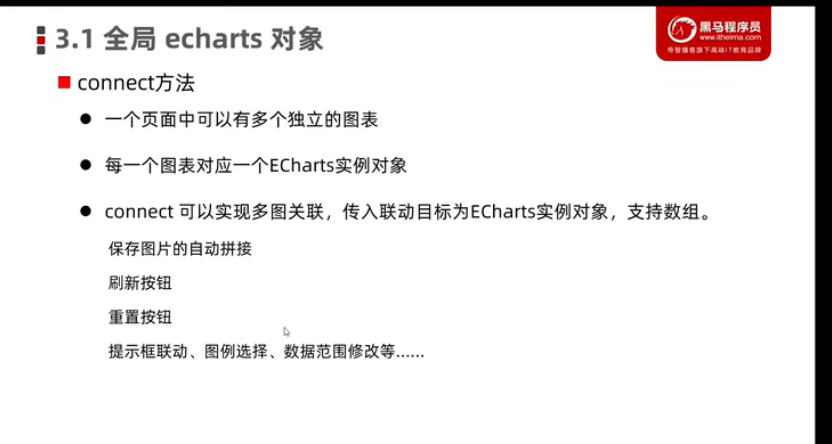 3.1 全局 echarts 对象
黑马程序员
www.itheima.com
传智播客旗下高端IT教育品牌
connect方法
一个页面中可以有多个独立的图表
每一个图表对应一个ECharts实例对象
connect 可以实现多图关联，传入联动目标为ECharts实例对象，支持数组。
保存图片的自动拼接
刷新按钮
重置按钮
提示框联动、图例选择、数据范围修改等......